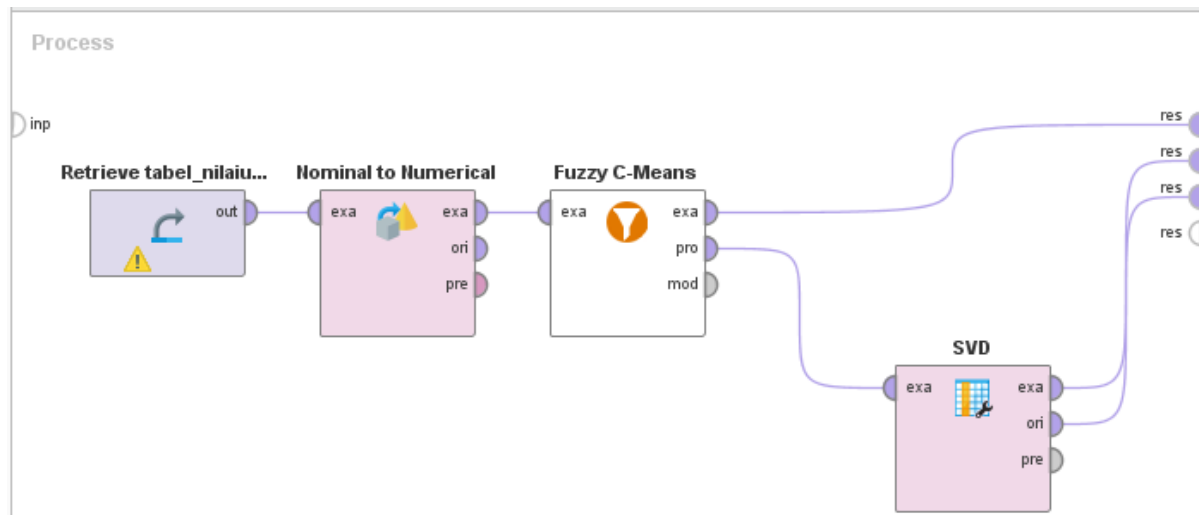 Process
inp
res
res
res
res
Retrieve tabel_nilaiu...
out
Nominal to Numerical
exa
exa
ori
pre
Fuzzy C-Means
exa
exa
pro
mod
SVD
exa
exa
ori
pre